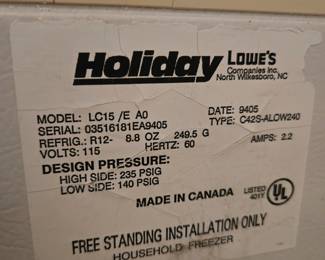 Holiday LOWE'S
Companies Inc.
North Wilkesboro, NC
MODEL: LC15 /E A0 DATE: 9405
SERIAL: 03516181EA9405 TYPE: C42S-ALOW240
REFRIG.: R12- 8.8 OZ 249.5 G
VOLTS: 115 HERTZ: 60 AMPS: 2.2
DESIGN PRESSURE:
HIGH SIDE: 235 PSIG
LOW SIDE: 140 PSIG
MADE IN CANADA LISTED 401Y UL
FREE STANDING INSTALLATION ONLY
HOUSEHOLD FREEZER